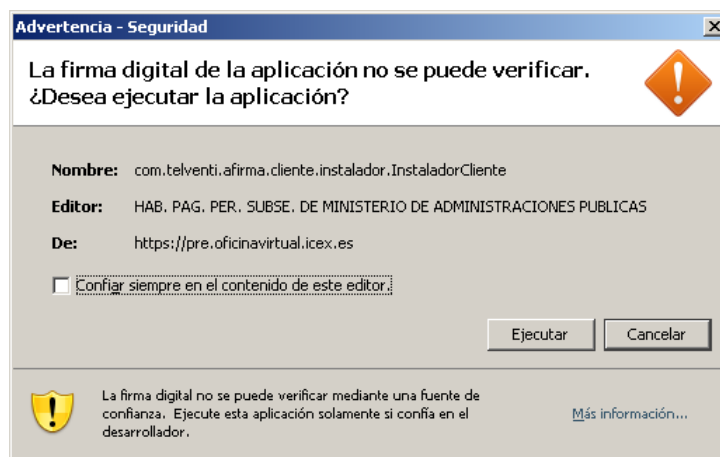 Advertencia - Seguridad
La firma digital de la aplicación no se puede verificar.
¿Desea ejecutar la aplicación?
Nombre: com.telventi.afirma.cliente.instalador.InstaladorCliente
Editor: HAB. PAG. PER. SUBSE. DE MINISTERIO DE ADMINISTRACIONES PUBLICAS
De: https://pre.oficinavirtual.icex.es
Confiar siempre en el contenido de este editor.
Ejecutar Cancelar
La firma digital no se puede verificar mediante una fuente de
confianza. Ejecute esta aplicación solamente si confía en el
desarrollador.
Más información...